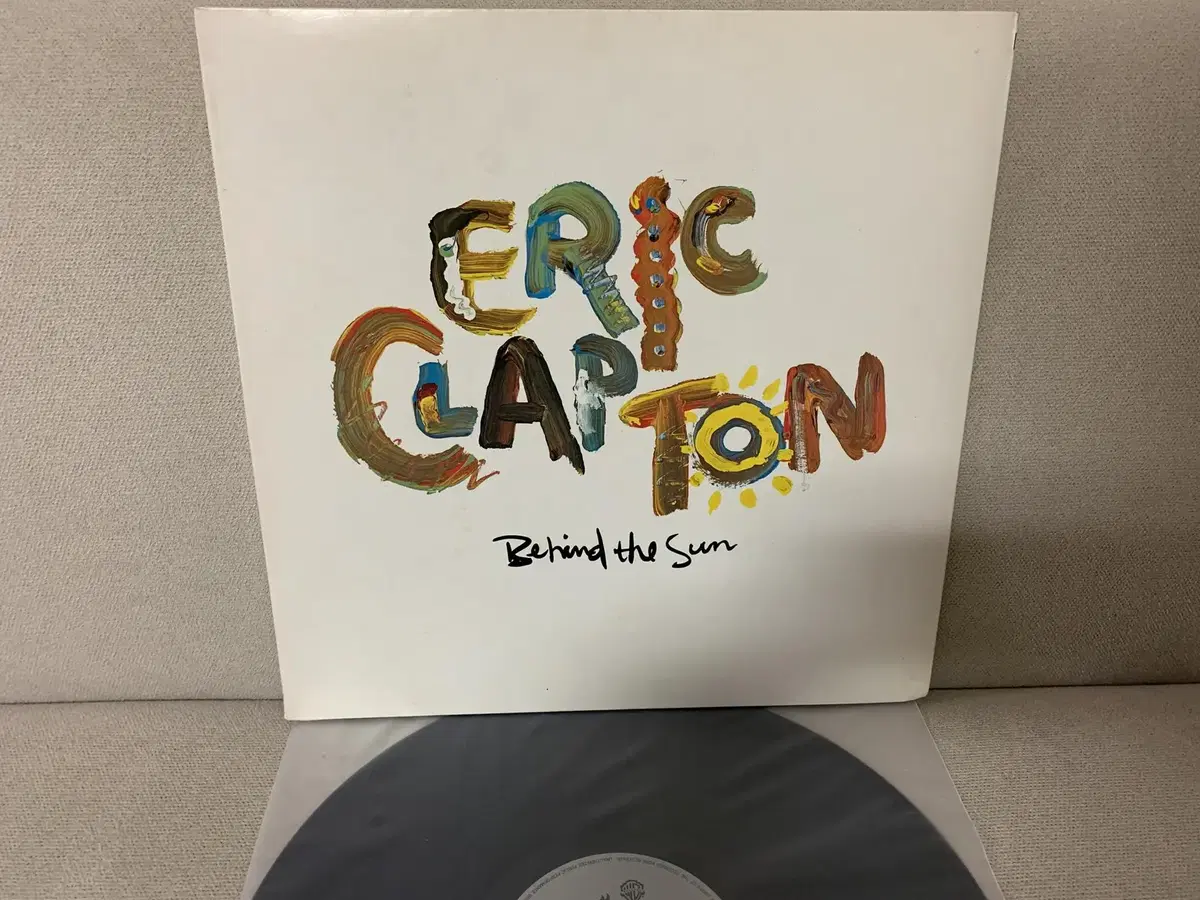 ERIC
CLAPTON
Behind the Sun